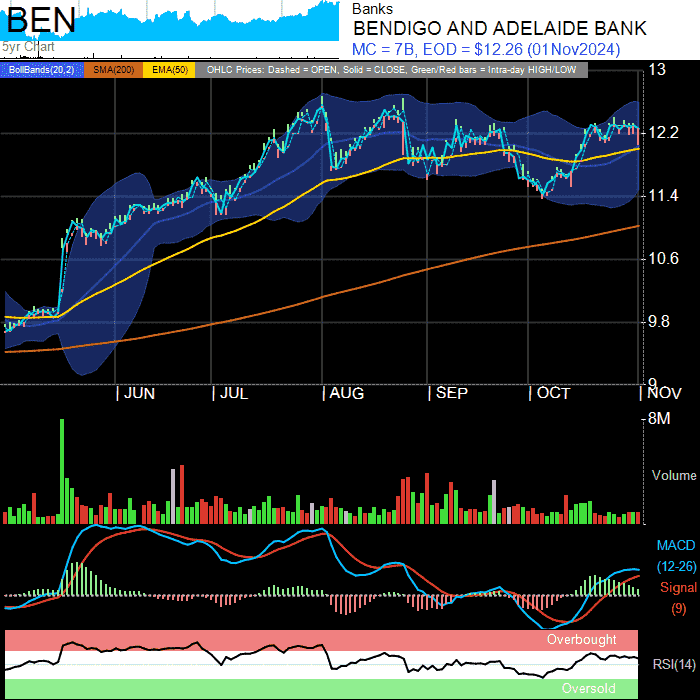 BEN
5yr Chart
Banks
BENDIGO AND ADELAIDE BANK
MC = 7B, EOD = $12.26 (01Nov2024)
BollBands(20,2) SMA(200) EMA(50) OHLC Prices: Dashed = OPEN, Solid = CLOSE, Green/Red bars = Intra-day HIGH/LOW
13
12.2
11.4
10.6
9.8
9
JUN JUL AUG SEP OCT NOV
8M
Volume
MACD
(12-26)
Signal
(9)
Overbought
RSI(14)
Oversold